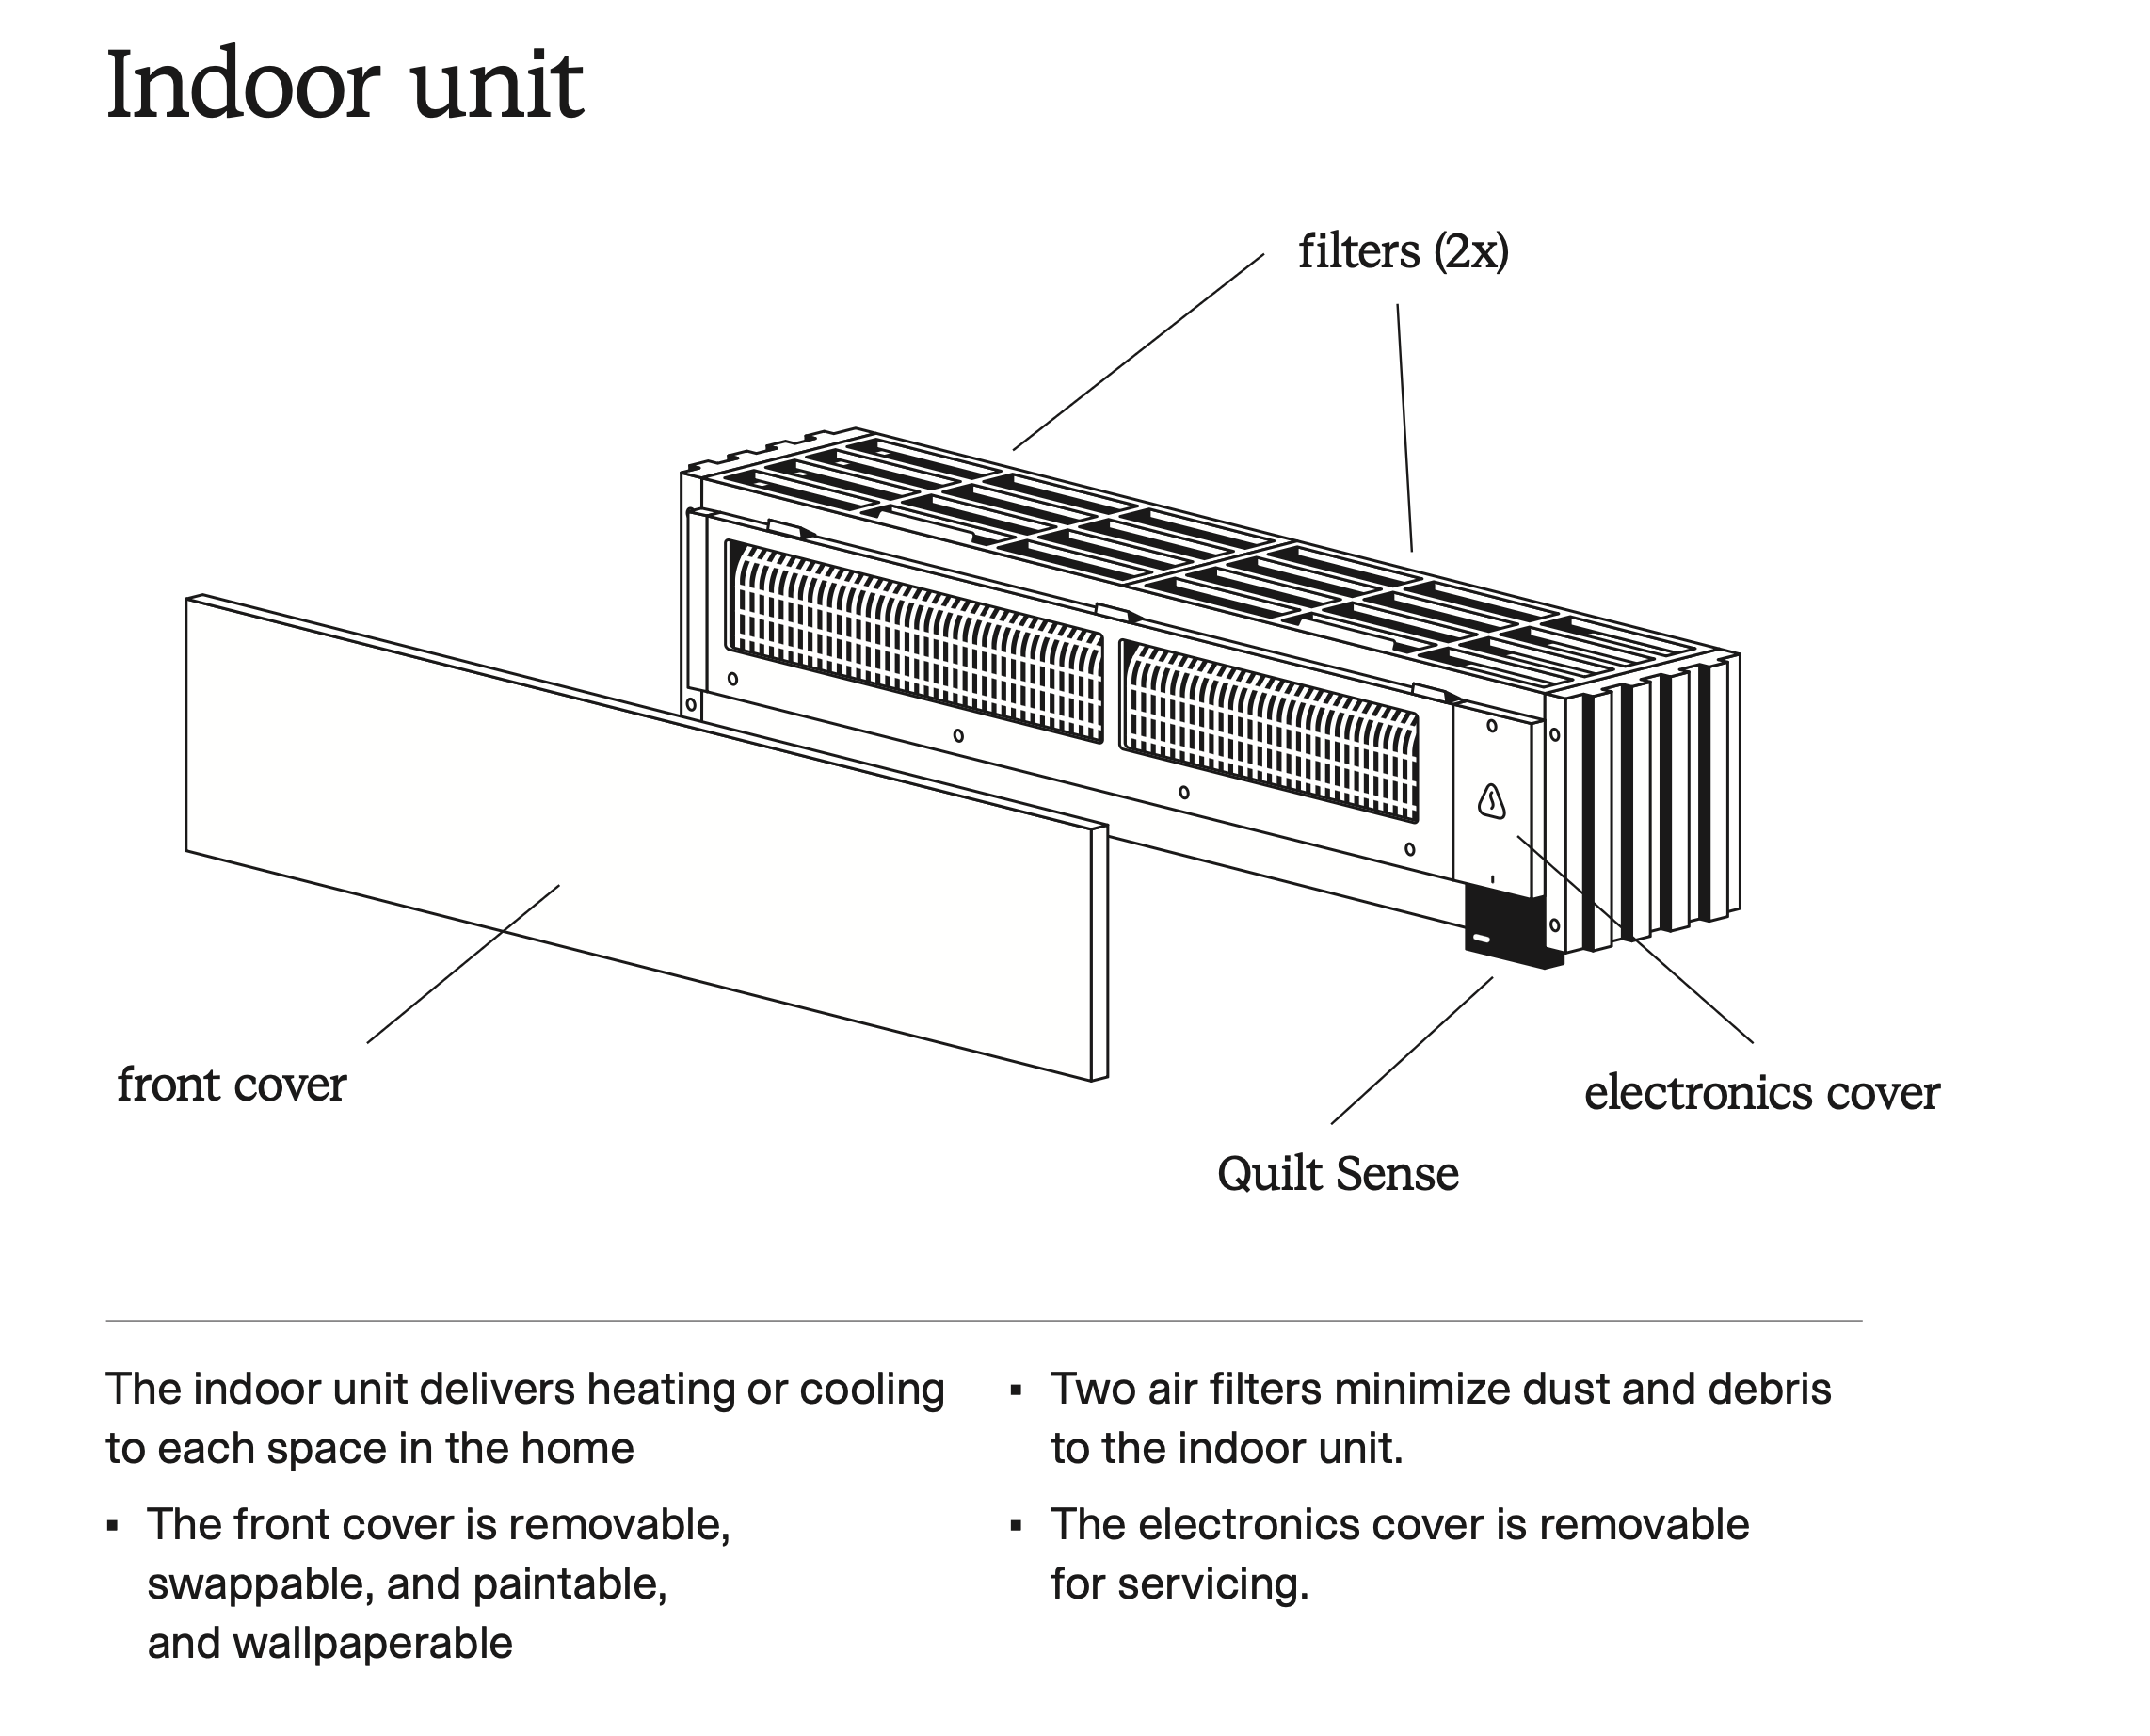 Indoor unit
filters (2x)
front cover
electronics cover
Quilt Sense
The indoor unit delivers heating or cooling
to each space in the home
▪ The front cover is removable,
swappable, and paintable,
and wallpaperable
▪ Two air filters minimize dust and debris
to the indoor unit.
▪ The electronics cover is removable
for servicing.